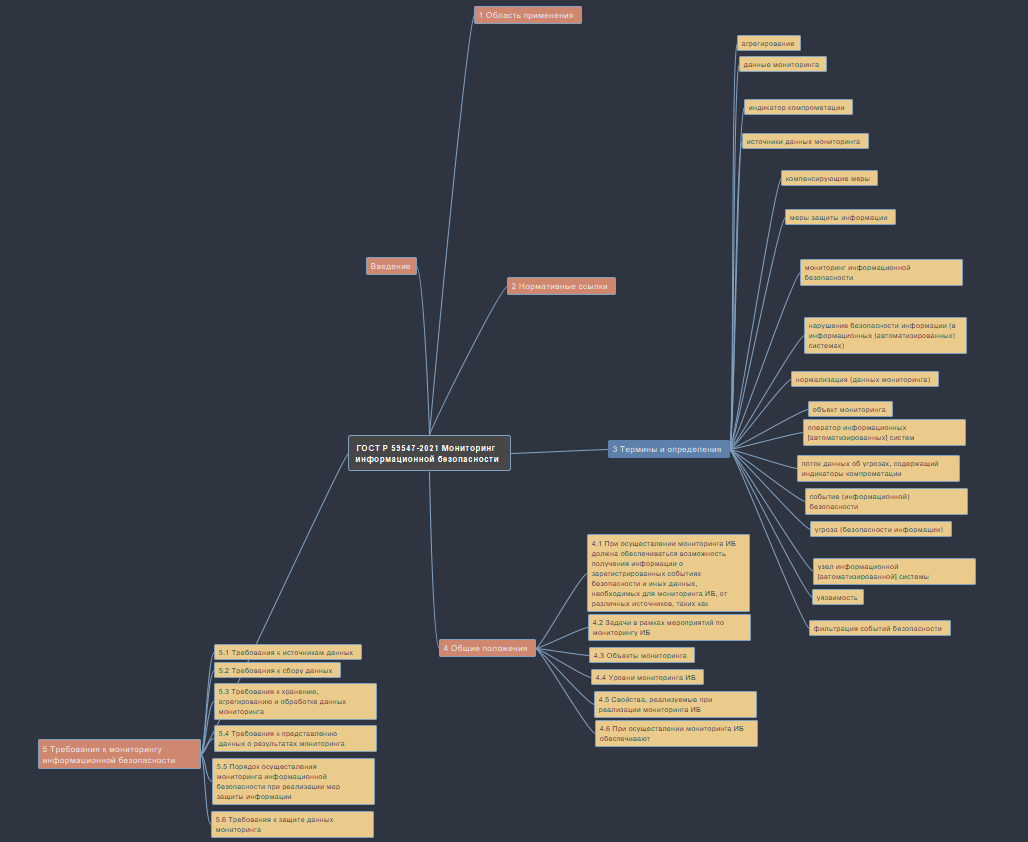 1 Область применения
агрегирование
данные мониторинга
индикатор компрометации
источники данных мониторинга
компенсирующие меры
меры защиты информации
Введение
2 Нормативные ссылки
мониторинг информационной
безопасности
нарушение безопасности информации (в
информационных (автоматизированных)
системах)
нормализация (данных мониторинга)
объект мониторинга
оператор информационных
[автоматизированных] систем
ГОСТ Р 59547-2021 Мониторинг
информационной безопасности
3 Термины и определения
поток данных об угрозах, содержащий
индикаторы компрометации
событие (информационной)
безопасности
угроза (безопасности информации)
узел информационной
[автоматизированной] системы
уязвимость
фильтрация событий безопасности
4 Общие положения
4.1 При осуществлении мониторинга ИБ
должна обеспечиваться возможность
получения информации о
зарегистрированных событиях
безопасности и иных данных,
необходимых для мониторинга ИБ, от
различных источников, таких как
4.2 Задачи в рамках мероприятий по
мониторингу ИБ
4.3 Объекты мониторинга
4.4 Уровни мониторинга ИБ
4.5 Свойства, реализуемые при
реализации мониторинга ИБ
4.6 При осуществлении мониторинга ИБ
обеспечивают
5 Требования к мониторингу
информационной безопасности
5.1 Требования к источникам данных
5.2 Требования к сбору данных
5.3 Требования к хранению,
агрегированию и обработке данных
мониторинга
5.4 Требования к представлению
данных о результатах мониторинга
5.5 Порядок осуществления
мониторинга информационной
безопасности при реализации мер
защиты информации
5.6 Требования к защите данных
мониторинга